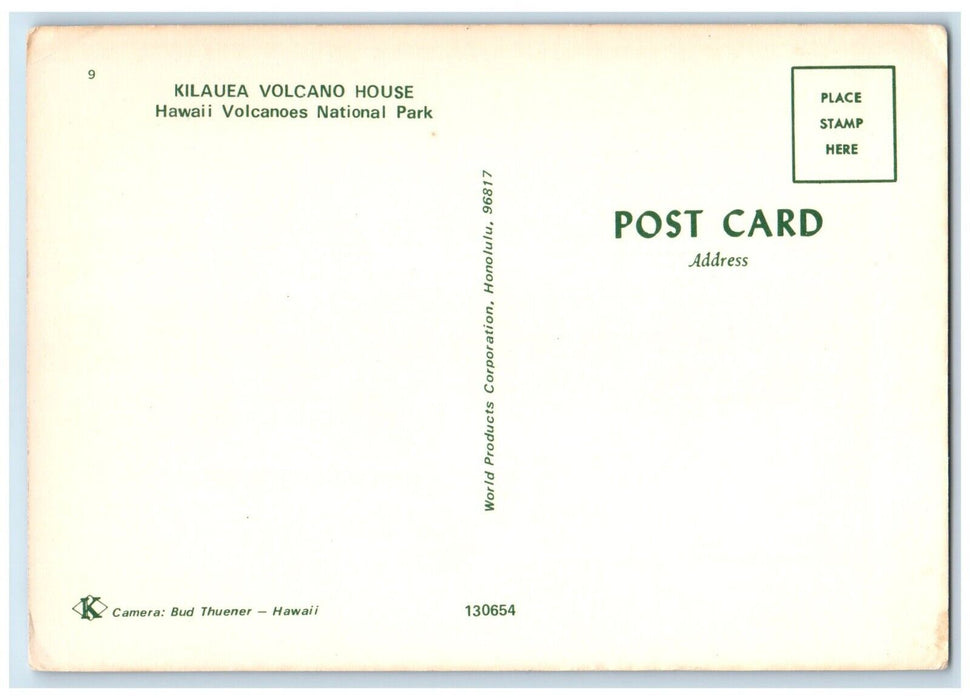 9
KILAUEA VOLCANO HOUSE
Hawaii Volcanoes National Park
PLACE
STAMP
HERE
POST CARD
Address
World Products Corporation, Honolulu, 96817
K Camera: Bud Thuener – Hawaii
130654